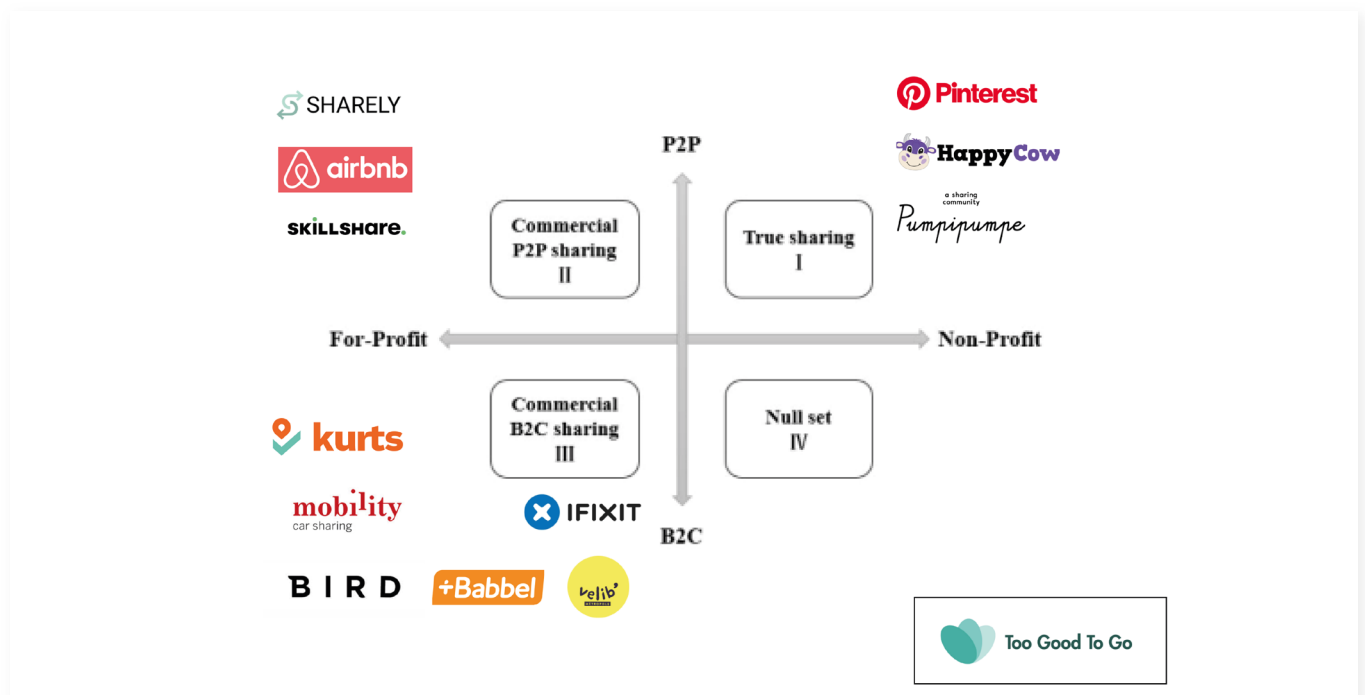 SHARELY
airbnb
SKILLSHARE.
P2P
Pinterest
HappyCow
a sharing
community
Pumpipumpe
Commercial
P2P sharing
II
True sharing
I
For-Profit
Non-Profit
Commercial
B2C sharing
III
Null set
IV
kurts
mobility
car sharing
IFIXIT
B2C
BIRD
+Babbel
velib'
METROPOLE
Too Good To Go